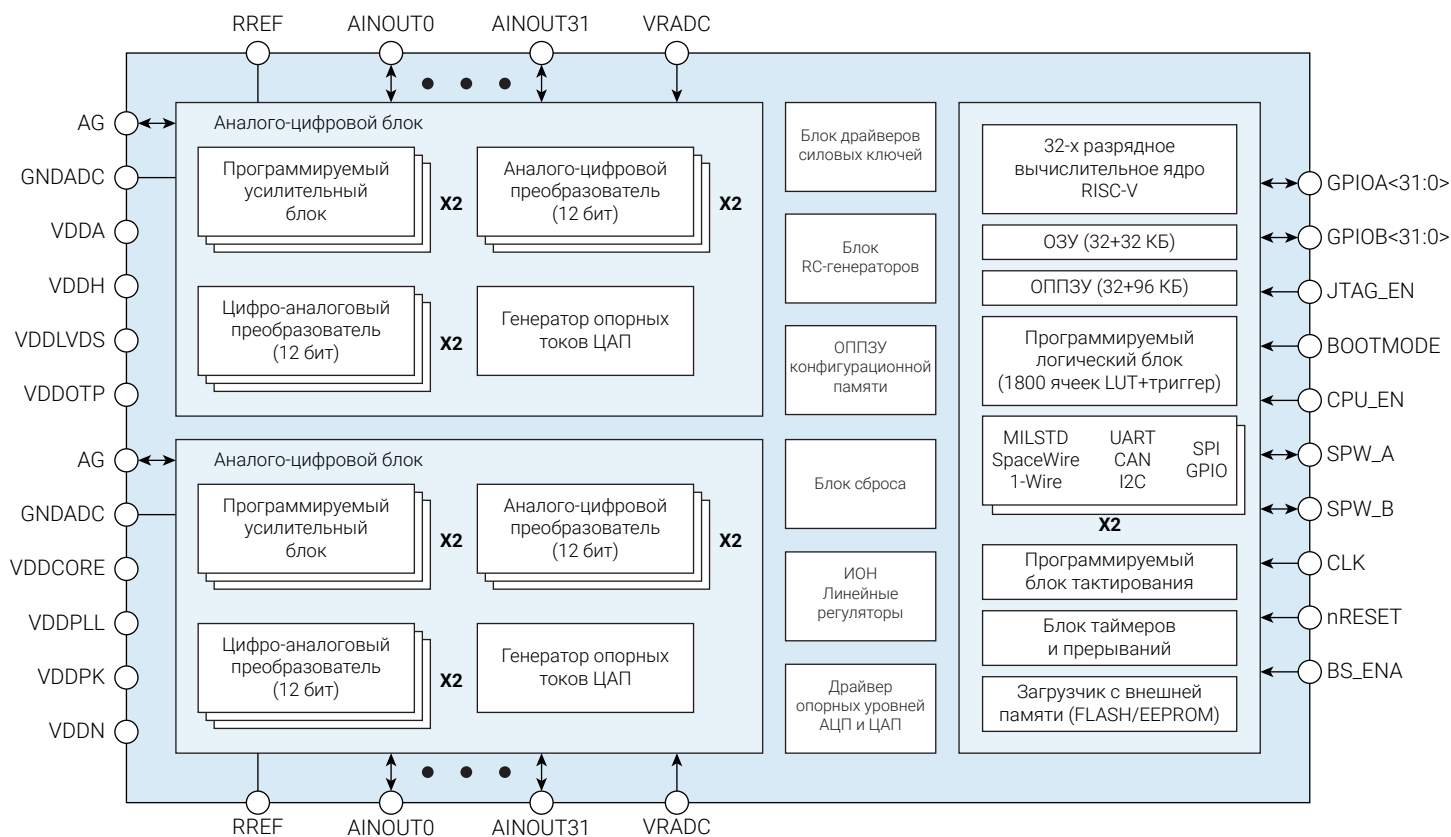 RREF
AINOUT0
AINOUT31
VRADC
AG
GNDADC
VDDA
VDDH
VDDLVDS
VDDOTP
AG
GNDADC
VDDCORE
VDDPLL
VDDPK
VDDN
Аналого-цифровой блок
Программируемый
усилительный
блок
X2
Аналого-цифровой
преобразователь
(12 бит)
X2
Цифро-аналоговый
преобразователь
(12 бит)
X2
Генератор опорных
токов ЦАП
Аналого-цифровой блок
Программируемый
усилительный
блок
X2
Аналого-цифровой
преобразователь
(12 бит)
X2
Цифро-аналоговый
преобразователь
(12 бит)
X2
Генератор опорных
токов ЦАП
Блок драйверов
силовых ключей
Блок
RC-генераторов
ОППЗУ
конфигурационной
памяти
Блок сброса
ИОН
Линейные
регуляторы
Драйвер
опорных уровней
АЦП и ЦАП
32-х разрядное
вычислительное ядро
RISC-V
ОЗУ (32+32 КБ)
ОППЗУ (32+96 КБ)
Программируемый
логический блок
(1800 ячеек LUT+триггер)
MILSTD
SpaceWire
1-Wire
UART
CAN
I2C
SPI
GPIO
X2
Программируемый
блок тактирования
Блок таймеров
и прерываний
Загрузчик с внешней
памяти (FLASH/EEPROM)
GPIOA<31:0>
GPIOB<31:0>
JTAG_EN
BOOTMODE
CPU_EN
SPW_A
SPW_B
CLK
nRESET
BS_ENA
RREF
AINOUT0
AINOUT31
VRADC